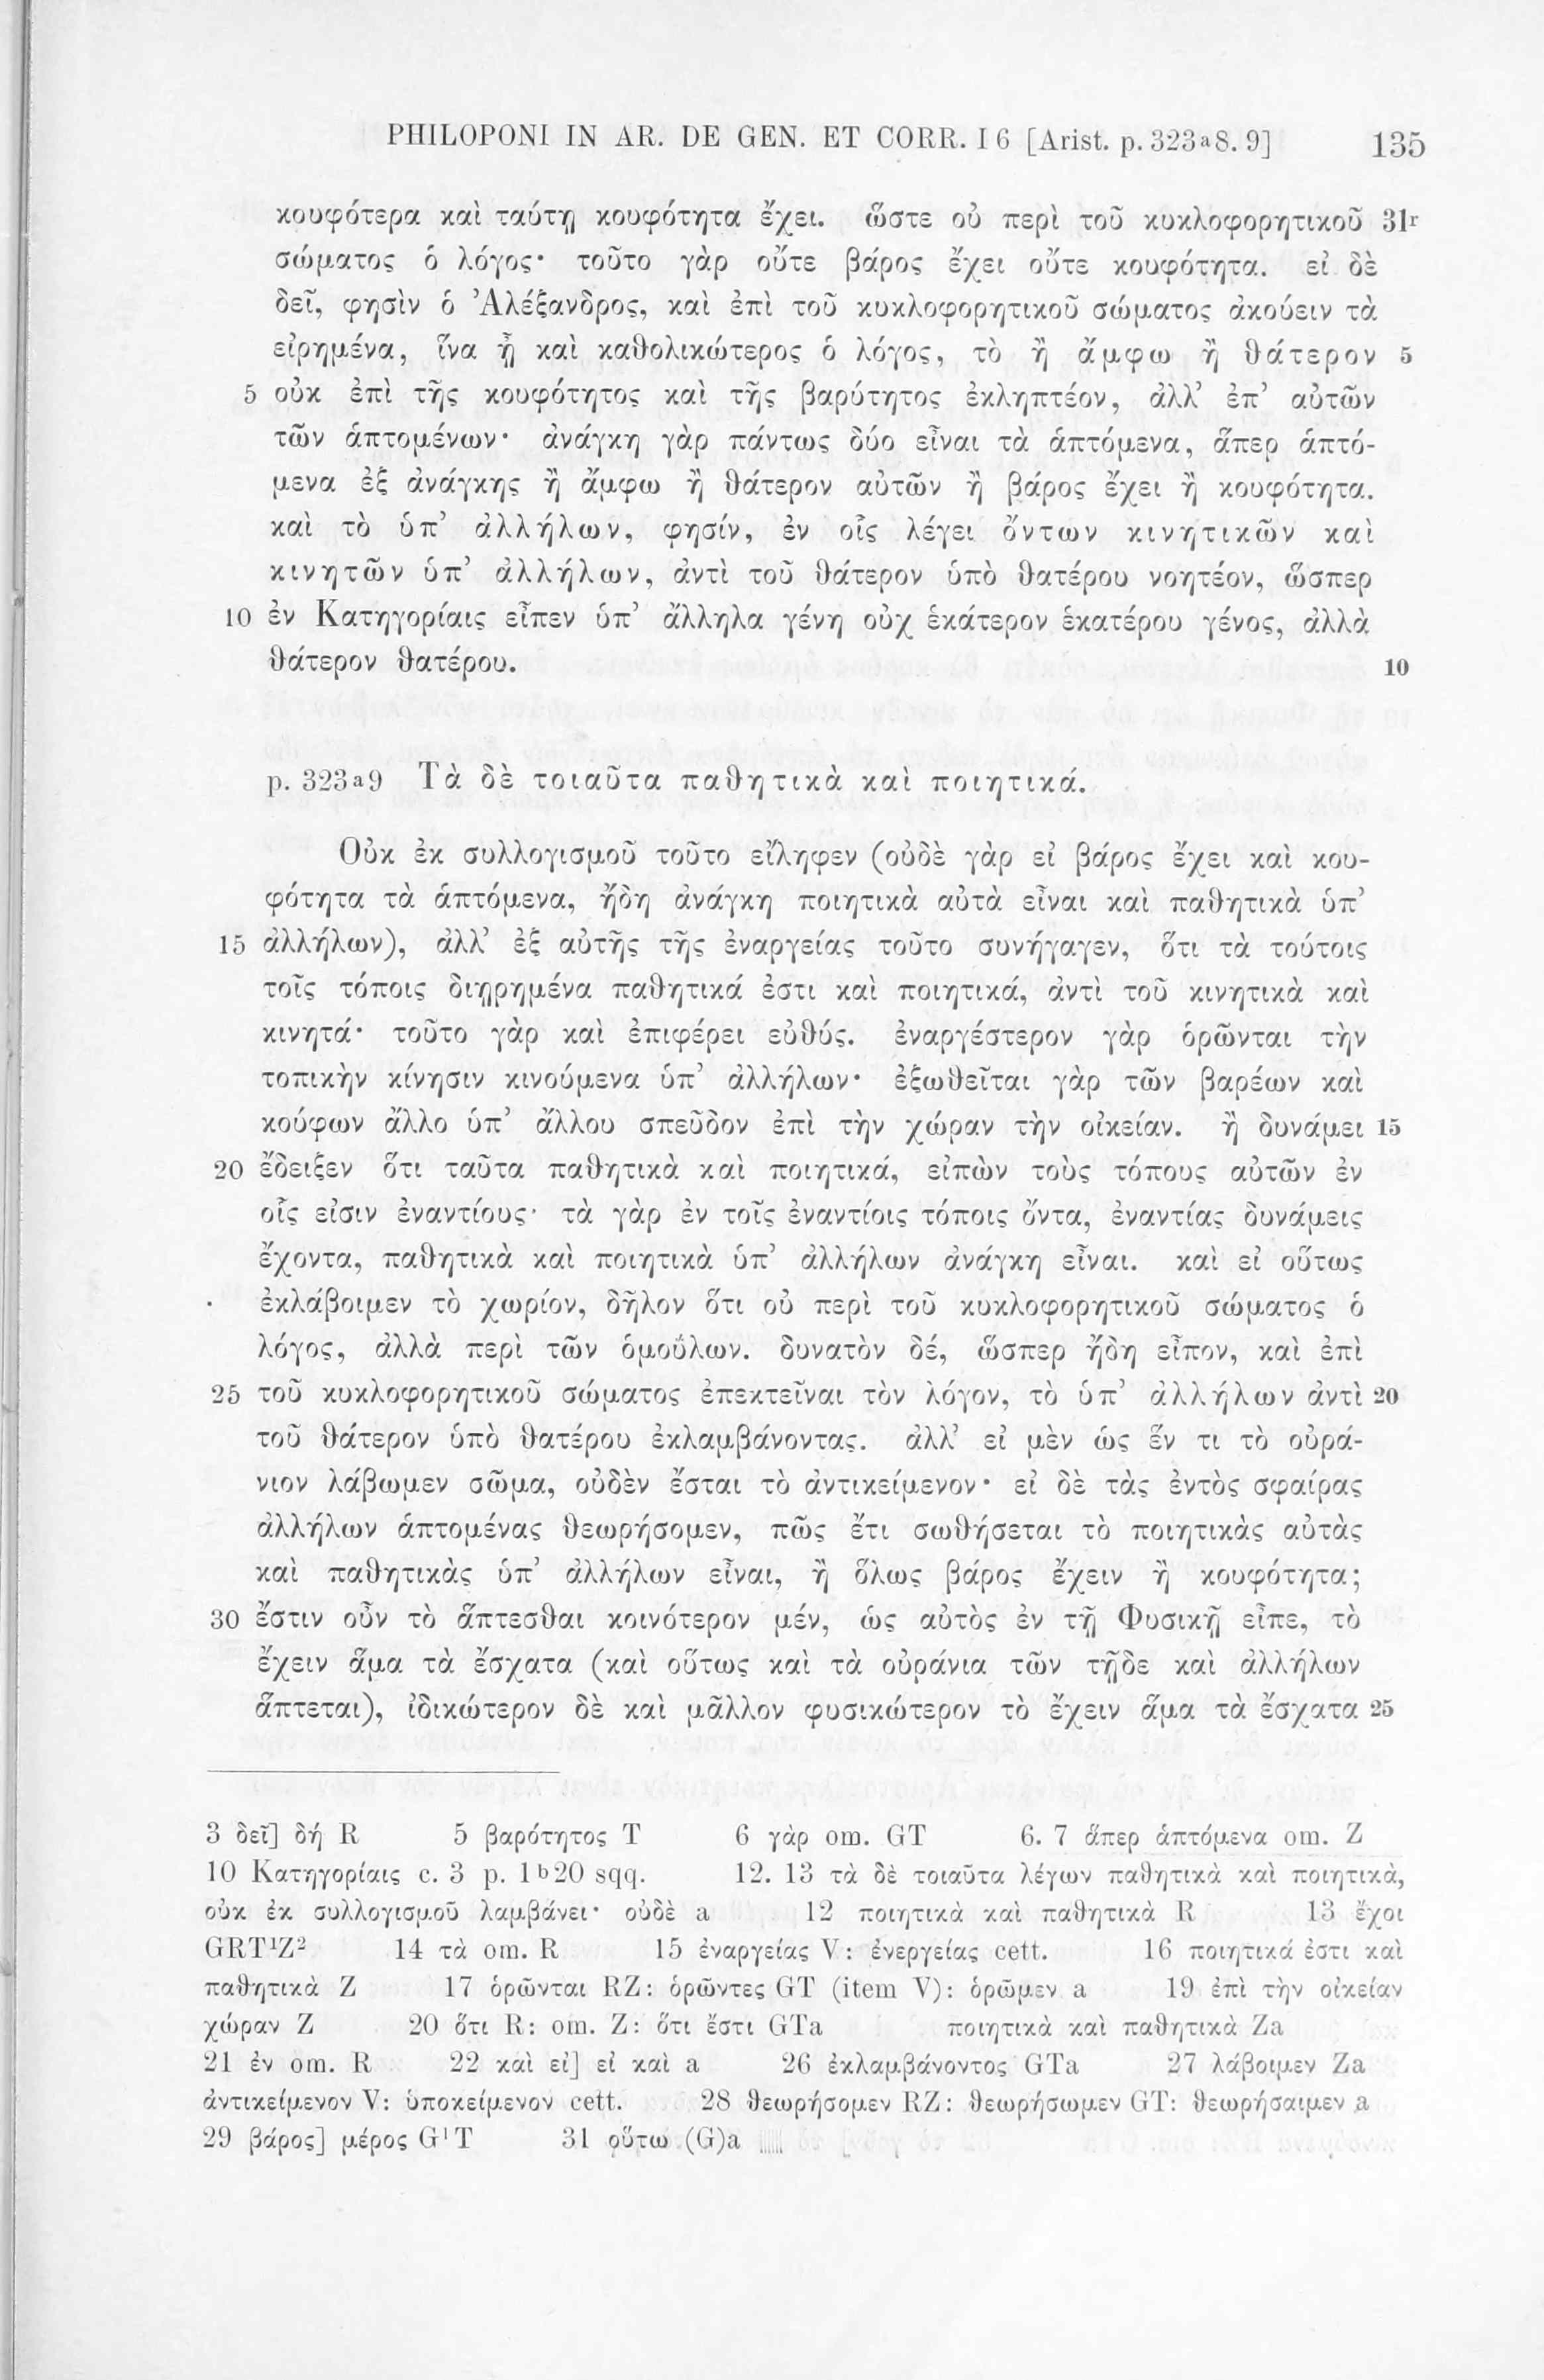 PHILOPONI IN AR. DE GEN. ET CORR. I 6 [Arist. p. 323ᵃ8. 9] 135
κουφότερα καὶ ταύτῃ κουφότητα ἔχει. ὥστε οὐ περὶ τοῦ κυκλοφορητικοῦ 31ʳ
σώματος ὁ λόγος· τοῦτο γὰρ οὔτε βάρος ἔχει οὔτε κουφότητα. εἰ δὲ
δεῖ, φησὶν ὁ Ἀλέξανδρος, καὶ ἐπὶ τοῦ κυκλοφορητικοῦ σώματος ἀκούειν τὰ
εἰρημένα, ἵνα ᾖ καὶ καθολικώτερος ὁ λόγος, τὸ ἢ ἄμφω ἢ θάτερον 5
5 οὐκ ἐπὶ τῆς κουφότητος καὶ τῆς βαρύτητος ἐκληπτέον, ἀλλ’ ἐπ’ αὐτῶν
τῶν ἁπτομένων· ἀνάγκη γὰρ πάντως δύο εἶναι τὰ ἁπτόμενα, ἅπερ ἁπτό-
μενα ἐξ ἀνάγκης ἢ ἄμφω ἢ θάτερον αὐτῶν ἢ βάρος ἔχει ἢ κουφότητα.
καὶ τὸ ὑπ’ ἀλλήλων, φησίν, ἐν οἷς λέγει ὄντων κινητικῶν καὶ
κινητῶν ὑπ’ ἀλλήλων, ἀντὶ τοῦ θάτερον ὑπὸ θατέρου νοητέον, ὥσπερ
10 ἐν Κατηγορίαις εἶπεν ὑπ’ ἄλληλα γένη οὐχ ἑκάτερον ἑκατέρου γένος, ἀλλὰ
θάτερον θατέρου. 10
p. 323ᵃ9 Τὰ δὲ τοιαῦτα παθητικὰ καὶ ποιητικά.
Οὐκ ἐκ συλλογισμοῦ τοῦτο εἴληφεν (οὐδὲ γὰρ εἰ βάρος ἔχει καὶ κου-
φότητα τὰ ἁπτόμενα, ἤδη ἀνάγκη ποιητικὰ αὐτὰ εἶναι καὶ παθητικὰ ὑπ’
15 ἀλλήλων), ἀλλ’ ἐξ αὐτῆς τῆς ἐναργείας τοῦτο συνήγαγεν, ὅτι τὰ τούτοις
τοῖς τόποις διῃρημένα παθητικά ἐστι καὶ ποιητικά, ἀντὶ τοῦ κινητικὰ καὶ
κινητά· τοῦτο γὰρ καὶ ἐπιφέρει εὐθύς. ἐναργέστερον γὰρ ὁρῶνται τὴν
τοπικὴν κίνησιν κινούμενα ὑπ’ ἀλλήλων· ἐξωθεῖται γὰρ τῶν βαρέων καὶ
κούφων ἄλλο ὑπ’ ἄλλου σπεῦδον ἐπὶ τὴν χώραν τὴν οἰκείαν. ἢ δυνάμει 15
20 ἔδειξεν ὅτι ταῦτα παθητικὰ καὶ ποιητικά, εἰπὼν τοὺς τόπους αὐτῶν ἐν
οἷς εἰσιν ἐναντίους· τὰ γὰρ ἐν τοῖς ἐναντίοις τόποις ὄντα, ἐναντίας δυνάμεις
ἔχοντα, παθητικὰ καὶ ποιητικὰ ὑπ’ ἀλλήλων ἀνάγκη εἶναι. καὶ εἰ οὕτως
ἐκλάβοιμεν τὸ χωρίον, δῆλον ὅτι οὐ περὶ τοῦ κυκλοφορητικοῦ σώματος ὁ
λόγος, ἀλλὰ περὶ τῶν ὁμοΰλων. δυνατὸν δέ, ὥσπερ ἤδη εἶπον, καὶ ἐπὶ
25 τοῦ κυκλοφορητικοῦ σώματος ἐπεκτεῖναι τὸν λόγον, τὸ ὑπ’ ἀλλήλων ἀντὶ 20
τοῦ θάτερον ὑπὸ θατέρου ἐκλαμβάνοντας. ἀλλ’ εἰ μὲν ὡς ἕν τι τὸ οὐρά-
νιον λάβωμεν σῶμα, οὐδὲν ἔσται τὸ ἀντικείμενον· εἰ δὲ τὰς ἐντὸς σφαίρας
ἀλλήλων ἁπτομένας θεωρήσομεν, πῶς ἔτι σωθήσεται τὸ ποιητικὰς αὐτὰς
καὶ παθητικὰς ὑπ’ ἀλλήλων εἶναι, ἢ ὅλως βάρος ἔχειν ἢ κουφότητα;
30 ἔστιν οὖν τὸ ἅπτεσθαι κοινότερον μέν, ὡς αὐτὸς ἐν τῇ Φυσικῇ εἶπε, τὸ
ἔχειν ἅμα τὰ ἔσχατα (καὶ οὕτως καὶ τὰ οὐράνια τῶν τῇδε καὶ ἀλλήλων
ἅπτεται), ἰδικώτερον δὲ καὶ μᾶλλον φυσικώτερον τὸ ἔχειν ἅμα τὰ ἔσχατα 25
3 δεῖ] δή R 5 βαρότητος T 6 γὰρ om. GT 6. 7 ἅπερ ἁπτόμενα om. Z
10 Κατηγορίαις c. 3 p. 1ᵇ20 sqq. 12. 13 τὰ δὲ τοιαῦτα λέγων παθητικὰ καὶ ποιητικὰ,
οὐκ ἐκ συλλογισμοῦ λαμβάνει· οὐδὲ a 12 ποιητικὰ καὶ παθητικὰ R 13 ἔχοι
GRT¹Z² 14 τὰ om. R 15 ἐναργείας V: ἐνεργείας cett. 16 ποιητικά ἐστι καὶ
παθητικὰ Z 17 ὁρῶνται RZ: ὁρῶντες GT (item V): ὁρῶμεν a 19 ἐπὶ τὴν οἰκείαν
χώραν Z 20 ὅτι R: om. Z: ὅτι ἔστι GTa ποιητικὰ καὶ παθητικὰ Za
21 ἐν om. R 22 καὶ εἰ] εἰ καὶ a 26 ἐκλαμβάνοντος GTa 27 λάβοιμεν Za
ἀντικείμενον V: ὑποκείμενον cett. 28 θεωρήσομεν RZ: θεωρήσωμεν GT: θεωρήσαιμεν a
29 βάρος] μέρος G¹T 31 οὕτω (G)a